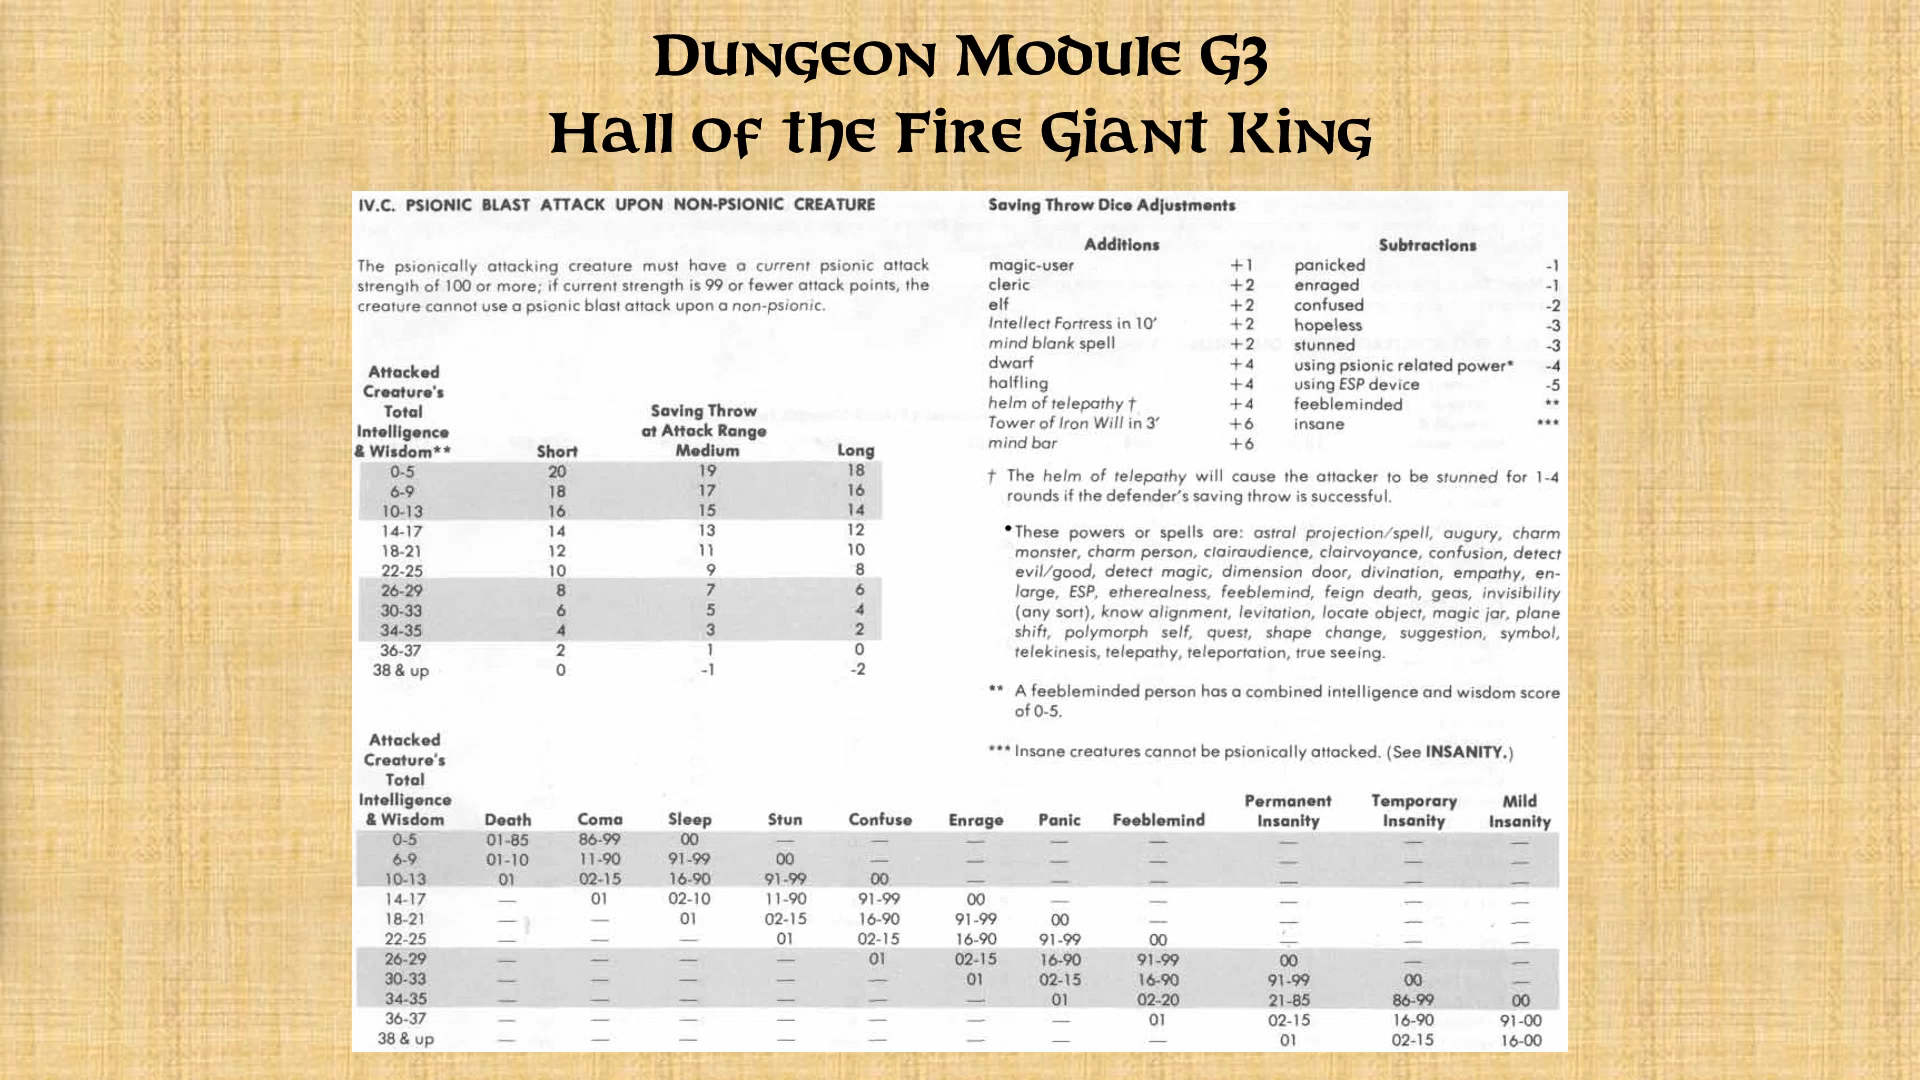 Dungeon Module G3
Hall of the Fire Giant King
IV.C. PSIONIC BLAST ATTACK UPON NON-PSIONIC CREATURE
The psionically attacking creature must have a current psionic attack
strength of 100 or more; if current strength is 99 or fewer attack points, the
creature cannot use a psionic blast attack upon a non-psionic.
Attacked
Creature's
Total
Intelligence
& Wisdom**
Saving Throw
at Attack Range
Short Medium Long
0-5 20 19 18
6-9 18 17 16
10-13 16 15 14
14-17 14 13 12
18-21 12 11 10
22-25 10 9 8
26-29 8 7 6
30-33 6 5 4
34-35 4 3 2
36-37 2 1 0
38 & up 0 -1 -2
Saving Throw Dice Adjustments
Additions
magic-user +1
cleric +2
elf +2
Intellect Fortress in 10' +2
mind blank spell +2
dwarf +4
halfling +4
helm of telepathy † +4
Tower of Iron Will in 3' +6
mind bar +6
Subtractions
panicked -1
enraged -1
confused -2
hopeless -3
stunned -3
using psionic related power* -4
using ESP device -5
feebleminded **
insane ***
† The helm of telepathy will cause the attacker to be stunned for 1-4
rounds if the defender's saving throw is successful.
•These powers or spells are: astral projection/spell, augury, charm
monster, charm person, clairaudience, clairvoyance, confusion, detect
evil/good, detect magic, dimension door, divination, empathy, en-
large, ESP, etherealness, feeblemind, feign death, geas, invisibility
(any sort), know alignment, levitation, locate object, magic jar, plane
shift, polymorph self, quest, shape change, suggestion, symbol,
telekinesis, telepathy, teleportation, true seeing.
** A feebleminded person has a combined intelligence and wisdom score
of 0-5.
*** Insane creatures cannot be psionically attacked. (See INSANITY.)
Attacked
Creature's
Total
Intelligence
& Wisdom Death Coma Sleep Stun Confuse Enrage Panic Feeblemind Permanent Insanity Temporary Insanity Mild Insanity
0-5 01-85 86-99 00 — — — — — — — —
6-9 01-10 11-90 91-99 00 — — — — — — —
10-13 01 02-15 16-90 91-99 00 — — — — — —
14-17 — 01 02-10 11-90 91-99 00 — — — — —
18-21 — — 01 02-15 16-90 91-99 00 — — — —
22-25 — — — 01 02-15 16-90 91-99 00 — — —
26-29 — — — — 01 02-15 16-90 91-99 00 — —
30-33 — — — — — 01 02-15 16-90 91-99 00 —
34-35 — — — — — — 01 02-20 21-85 86-99 00
36-37 — — — — — — — 01 02-15 16-90 91-00
38 & up — — — — — — — — 01 02-15 16-00